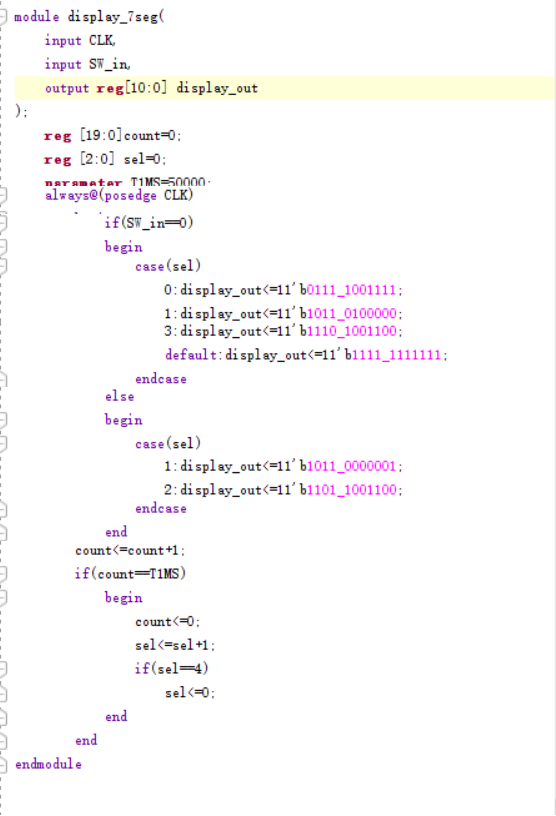 module display_7seg(
input CLK,
input SW_in,
output reg[10:0] display_out
);
reg [19:0]count=0;
reg [2:0] sel=0;
parameter T1MS=50000;
always@(posedge CLK)
if(SW_in==0)
begin
case(sel)
0:display_out<=11'b0111_1001111;
1:display_out<=11'b1011_0100000;
3:display_out<=11'b1110_1001100;
default:display_out<=11'b1111_1111111;
endcase
else
begin
case(sel)
1:display_out<=11'b1011_0000001;
2:display_out<=11'b1101_1001100;
endcase
end
count<=count+1;
if(count==T1MS)
begin
count<=0;
sel<=sel+1;
if(sel==4)
sel<=0;
end
end
endmodule